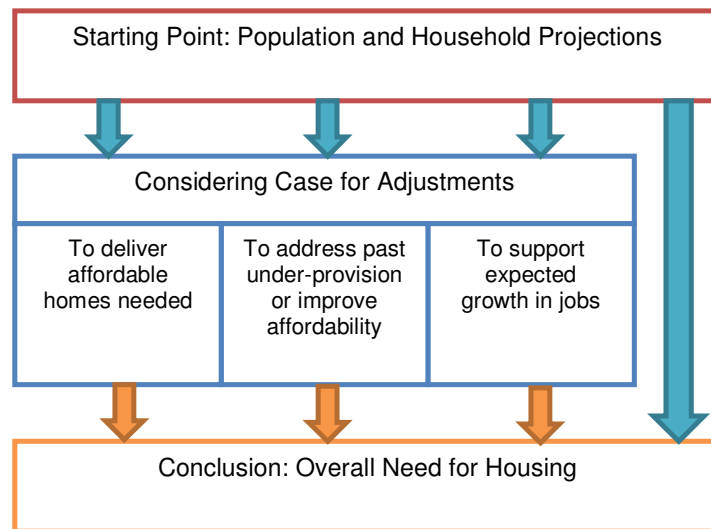 Starting Point: Population and Household Projections
Considering Case for Adjustments
To deliver
affordable
homes needed
To address past
under-provision
or improve
affordability
To support
expected
growth in jobs
Conclusion: Overall Need for Housing